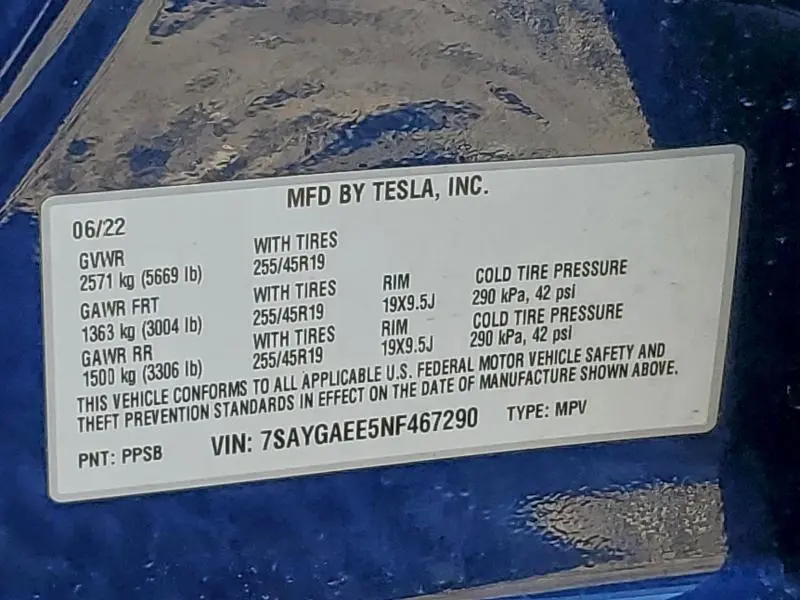 MFD BY TESLA, INC.
06/22
GVWR WITH TIRES
2571 kg (5669 lb) 255/45R19
GAWR FRT WITH TIRES RIM COLD TIRE PRESSURE
1363 kg (3004 lb) 255/45R19 19X9.5J 290 kPa, 42 psi
GAWR RR WITH TIRES RIM COLD TIRE PRESSURE
1500 kg (3306 lb) 255/45R19 19X9.5J 290 kPa, 42 psi
THIS VEHICLE CONFORMS TO ALL APPLICABLE U.S. FEDERAL MOTOR VEHICLE SAFETY AND
THEFT PREVENTION STANDARDS IN EFFECT ON THE DATE OF MANUFACTURE SHOWN ABOVE.
PNT: PPSB VIN: 7SAYGAEE5NF467290 TYPE: MPV